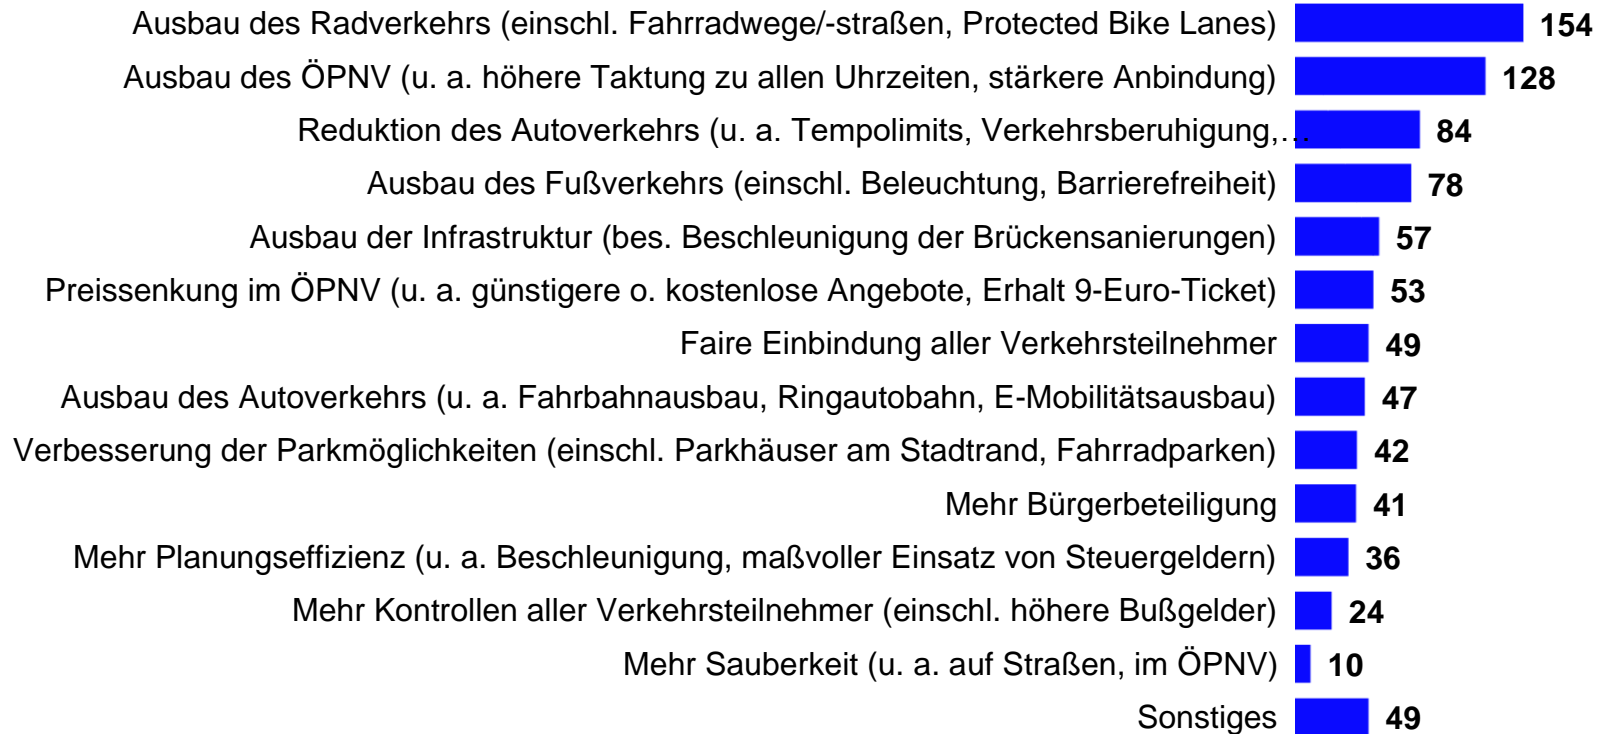 Ausbau des Radverkehrs (einschl. Fahrradwege/-straßen, Protected Bike Lanes) 154
Ausbau des ÖPNV (u. a. höhere Taktung zu allen Uhrzeiten, stärkere Anbindung) 128
Reduktion des Autoverkehrs (u. a. Tempolimits, Verkehrsberuhigung,… 84
Ausbau des Fußverkehrs (einschl. Beleuchtung, Barrierefreiheit) 78
Ausbau der Infrastruktur (bes. Beschleunigung der Brückensanierungen) 57
Preissenkung im ÖPNV (u. a. günstigere o. kostenlose Angebote, Erhalt 9-Euro-Ticket) 53
Faire Einbindung aller Verkehrsteilnehmer 49
Ausbau des Autoverkehrs (u. a. Fahrbahnausbau, Ringautobahn, E-Mobilitätsausbau) 47
Verbesserung der Parkmöglichkeiten (einschl. Parkhäuser am Stadtrand, Fahrradparken) 42
Mehr Bürgerbeteiligung 41
Mehr Planungseffizienz (u. a. Beschleunigung, maßvoller Einsatz von Steuergeldern) 36
Mehr Kontrollen aller Verkehrsteilnehmer (einschl. höhere Bußgelder) 24
Mehr Sauberkeit (u. a. auf Straßen, im ÖPNV) 10
Sonstiges 49